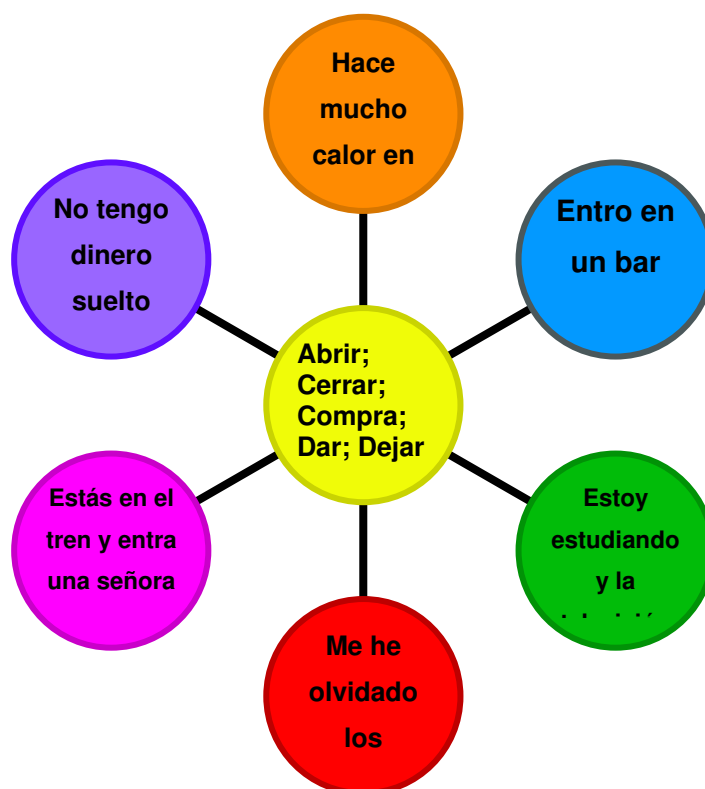 Hace
mucho
calor en
No tengo
dinero
suelto
Entro en
un bar
Abrir;
Cerrar;
Compra;
Dar; Dejar
Estás en el
tren y entra
una señora
Estoy
estudiando
y la
Me he
olvidado
los